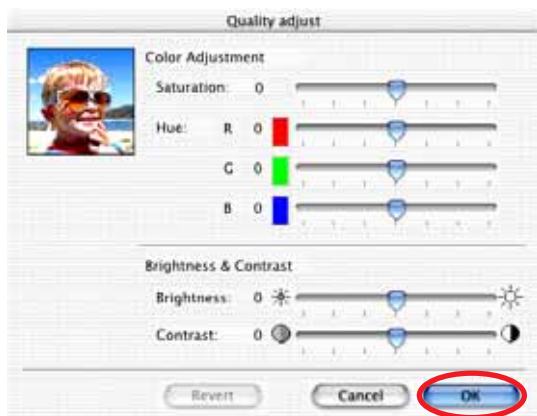 Quality adjust
Color Adjustment
Saturation: 0
Hue: R 0
G 0
B 0
Brightness & Contrast
Brightness: 0
Contrast: 0
Revert Cancel OK